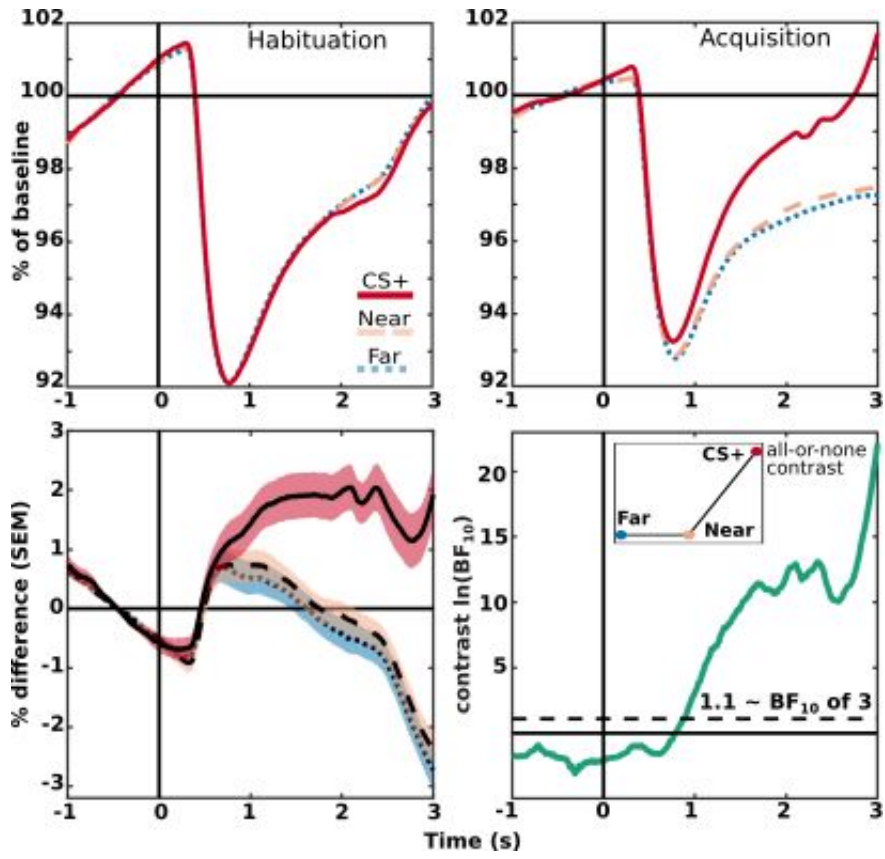 Habituation
102
100
98
96
94
92
% of baseline
CS+
Near
Far
-1
0
1
2
3
Acquisition
102
100
98
96
94
92
-1
0
1
2
3
3
2
1
0
-1
-2
-3
% difference (SEM)
-1
0
1
2
3
20
15
10
5
contrast ln(BF₁₀)
CS+
all-or-none
contrast
Far
Near
1.1 ~ BF₁₀ of 3
-1
0
1
2
3
Time (s)